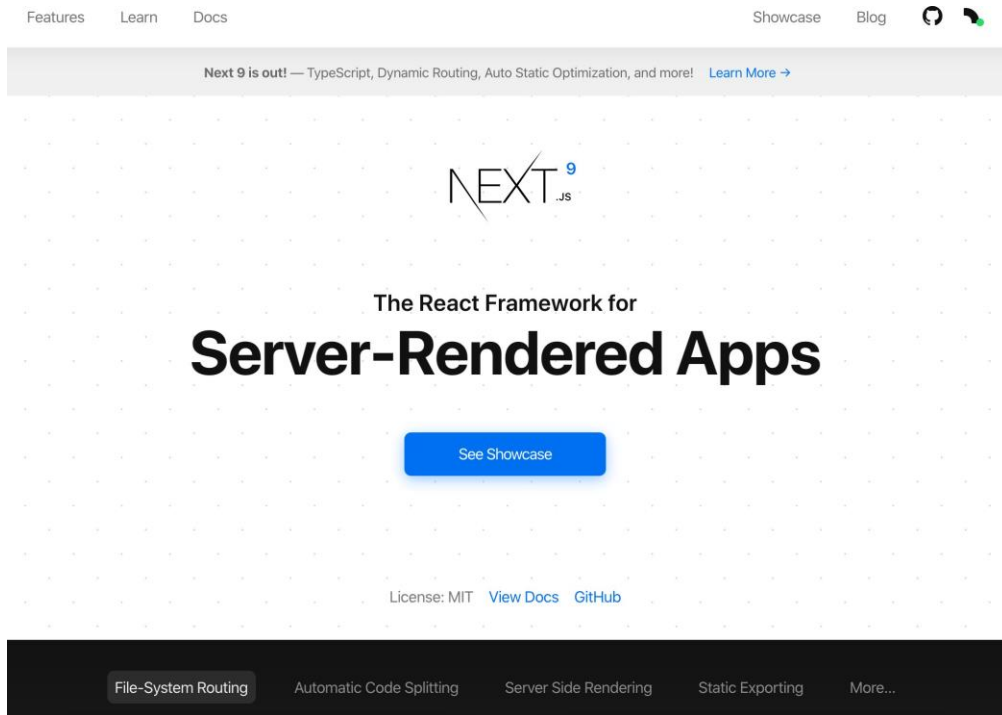 Features Learn Docs Showcase Blog
Next 9 is out! — TypeScript, Dynamic Routing, Auto Static Optimization, and more! Learn More →
NEXT.JS 9
The React Framework for
Server-Rendered Apps
See Showcase
License: MIT View Docs GitHub
File-System Routing Automatic Code Splitting Server Side Rendering Static Exporting More...